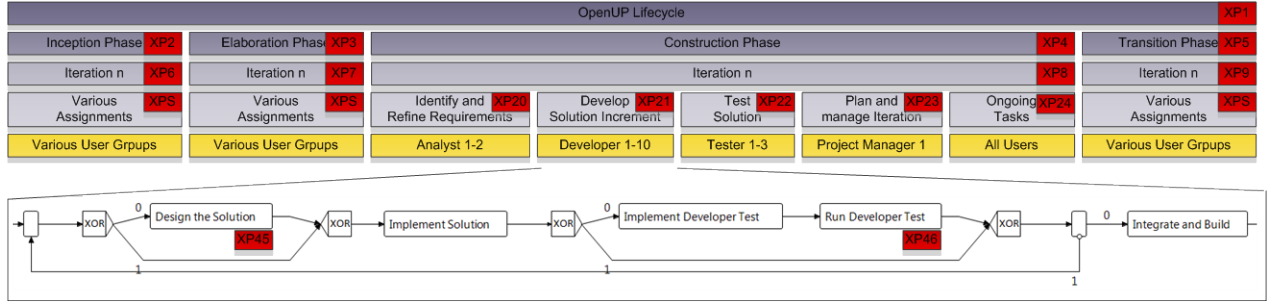 OpenUP Lifecycle XP1
Inception Phase XP2 Elaboration Phase XP3 Construction Phase XP4 Transition Phase XP5
Iteration n XP6 Iteration n XP7 Iteration n XP8 Iteration n XP9
Various Assignments XPS
Various Assignments XPS
Identify and Refine Requirements XP20
Develop Solution Increment XP21
Test Solution XP22
Plan and manage Iteration XP23
Ongoing Tasks XP24
Various Assignments XPS
Various User Grpups Various User Grpups Analyst 1-2 Developer 1-10 Tester 1-3 Project Manager 1 All Users Various User Grpups
0 0 0
XOR Design the Solution XOR Implement Solution XOR Implement Developer Test Run Developer Test XOR Integrate and Build
XP45 XP46
1 1 1